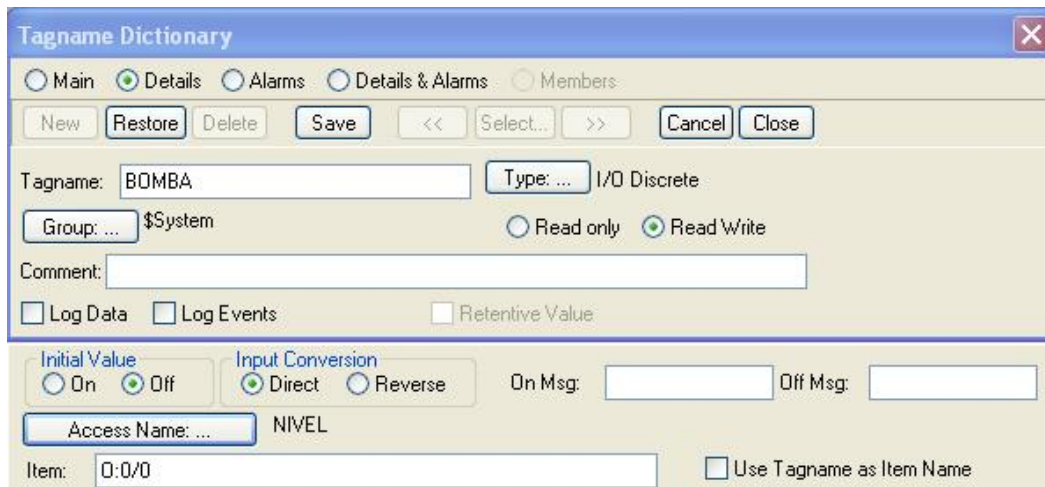 Tagname Dictionary
Main Details Alarms Details & Alarms Members
New Restore Delete Save << Select... >> Cancel Close
Tagname: BOMBA Type: ... I/O Discrete
Group: ... $System Read only Read Write
Comment:
Log Data Log Events Retentive Value
Initial Value Input Conversion
On Off Direct Reverse On Msg: Off Msg:
Access Name: ... NIVEL
Item: O:0/0 Use Tagname as Item Name